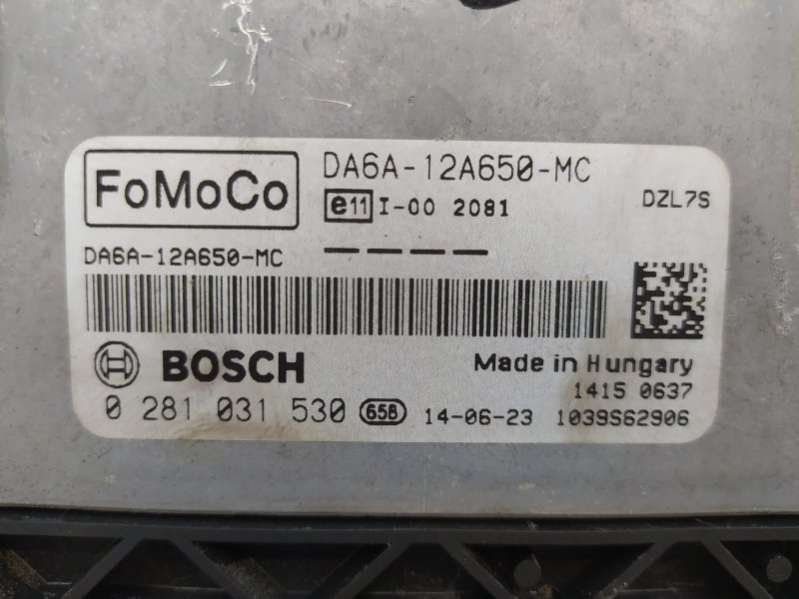 FoMoCo
DA6A-12A650-MC
e11 I-00 2081
DZL7S
DA6A-12A650-MC
BOSCH
Made in Hungary
1415 0637
0 281 031 530 658 14-06-23 1039S62906